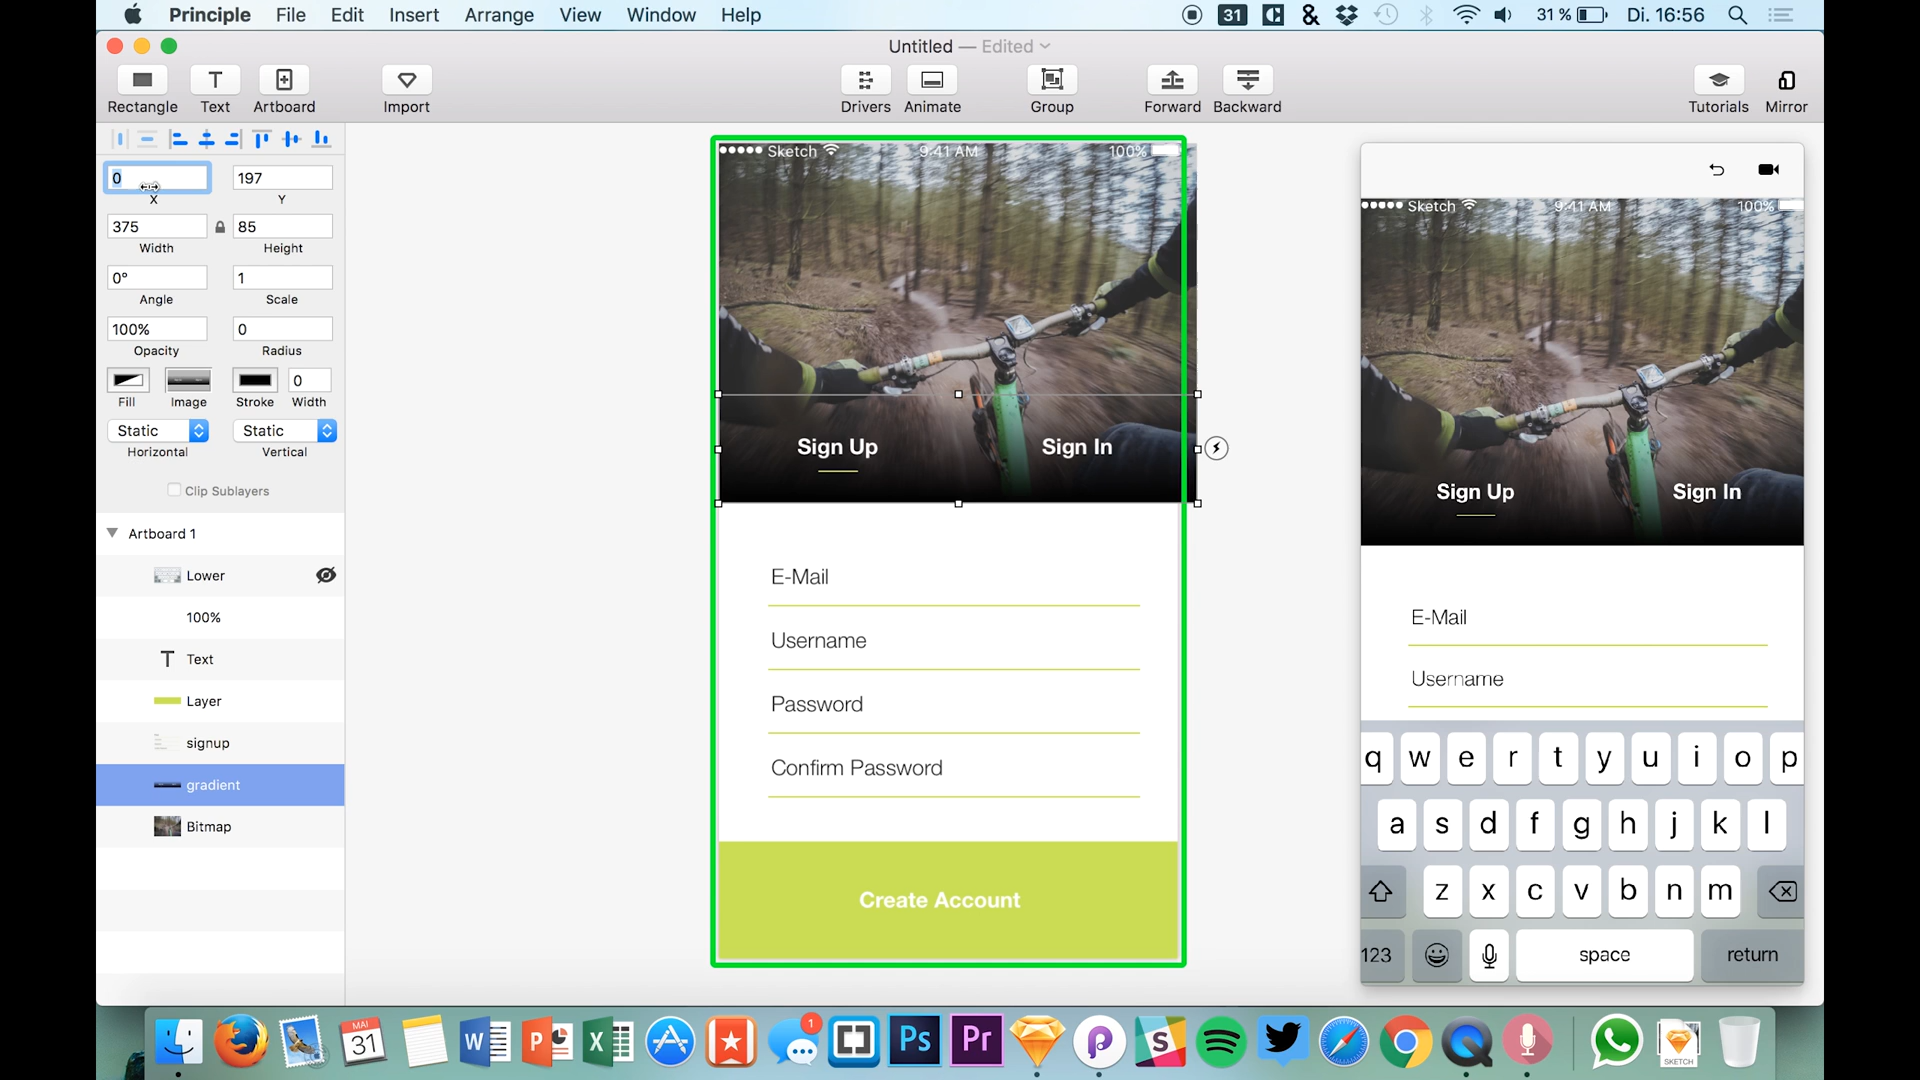 Principle File Edit Insert Arrange View Window Help
31 31 % Di. 16:56
Untitled — Edited
Rectangle Text Artboard Import Drivers Animate Group Forward Backward Tutorials Mirror
0 197
X Y
375 85
Width Height
0° 1
Angle Scale
100% 0
Opacity Radius
0
Fill Image Stroke Width
Static Static
Horizontal Vertical
Clip Sublayers
Artboard 1
Lower
100%
Text
Layer
signup
gradient
Bitmap
Sketch 9:41 AM 100%
Sign Up Sign In
E-Mail
Username
Password
Confirm Password
Create Account
Sketch 9:41 AM 100%
Sign Up Sign In
E-Mail
Username
q w e r t y u i o p
a s d f g h j k l
z x c v b n m
123 space return
MAI
31
W P X 1 Ps Pr S
SKETCH